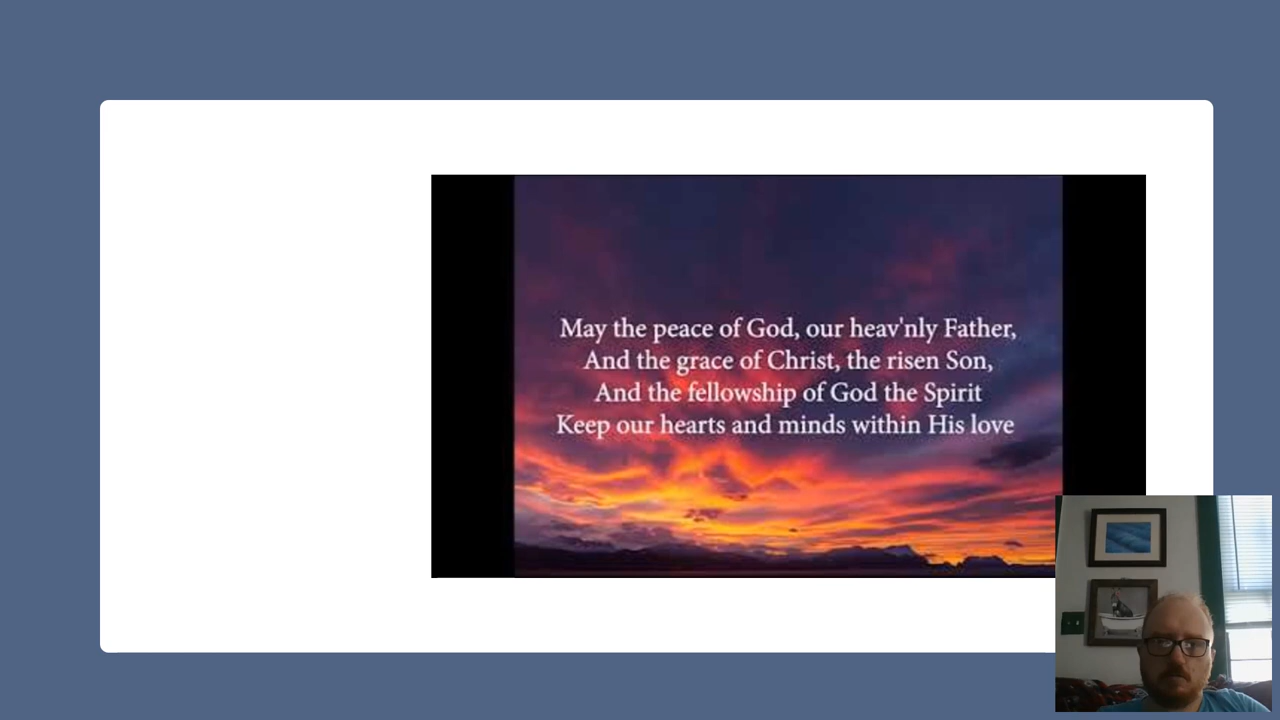 May the peace of God, our heav'nly Father,
And the grace of Christ, the risen Son,
And the fellowship of God the Spirit
Keep our hearts and minds within His love